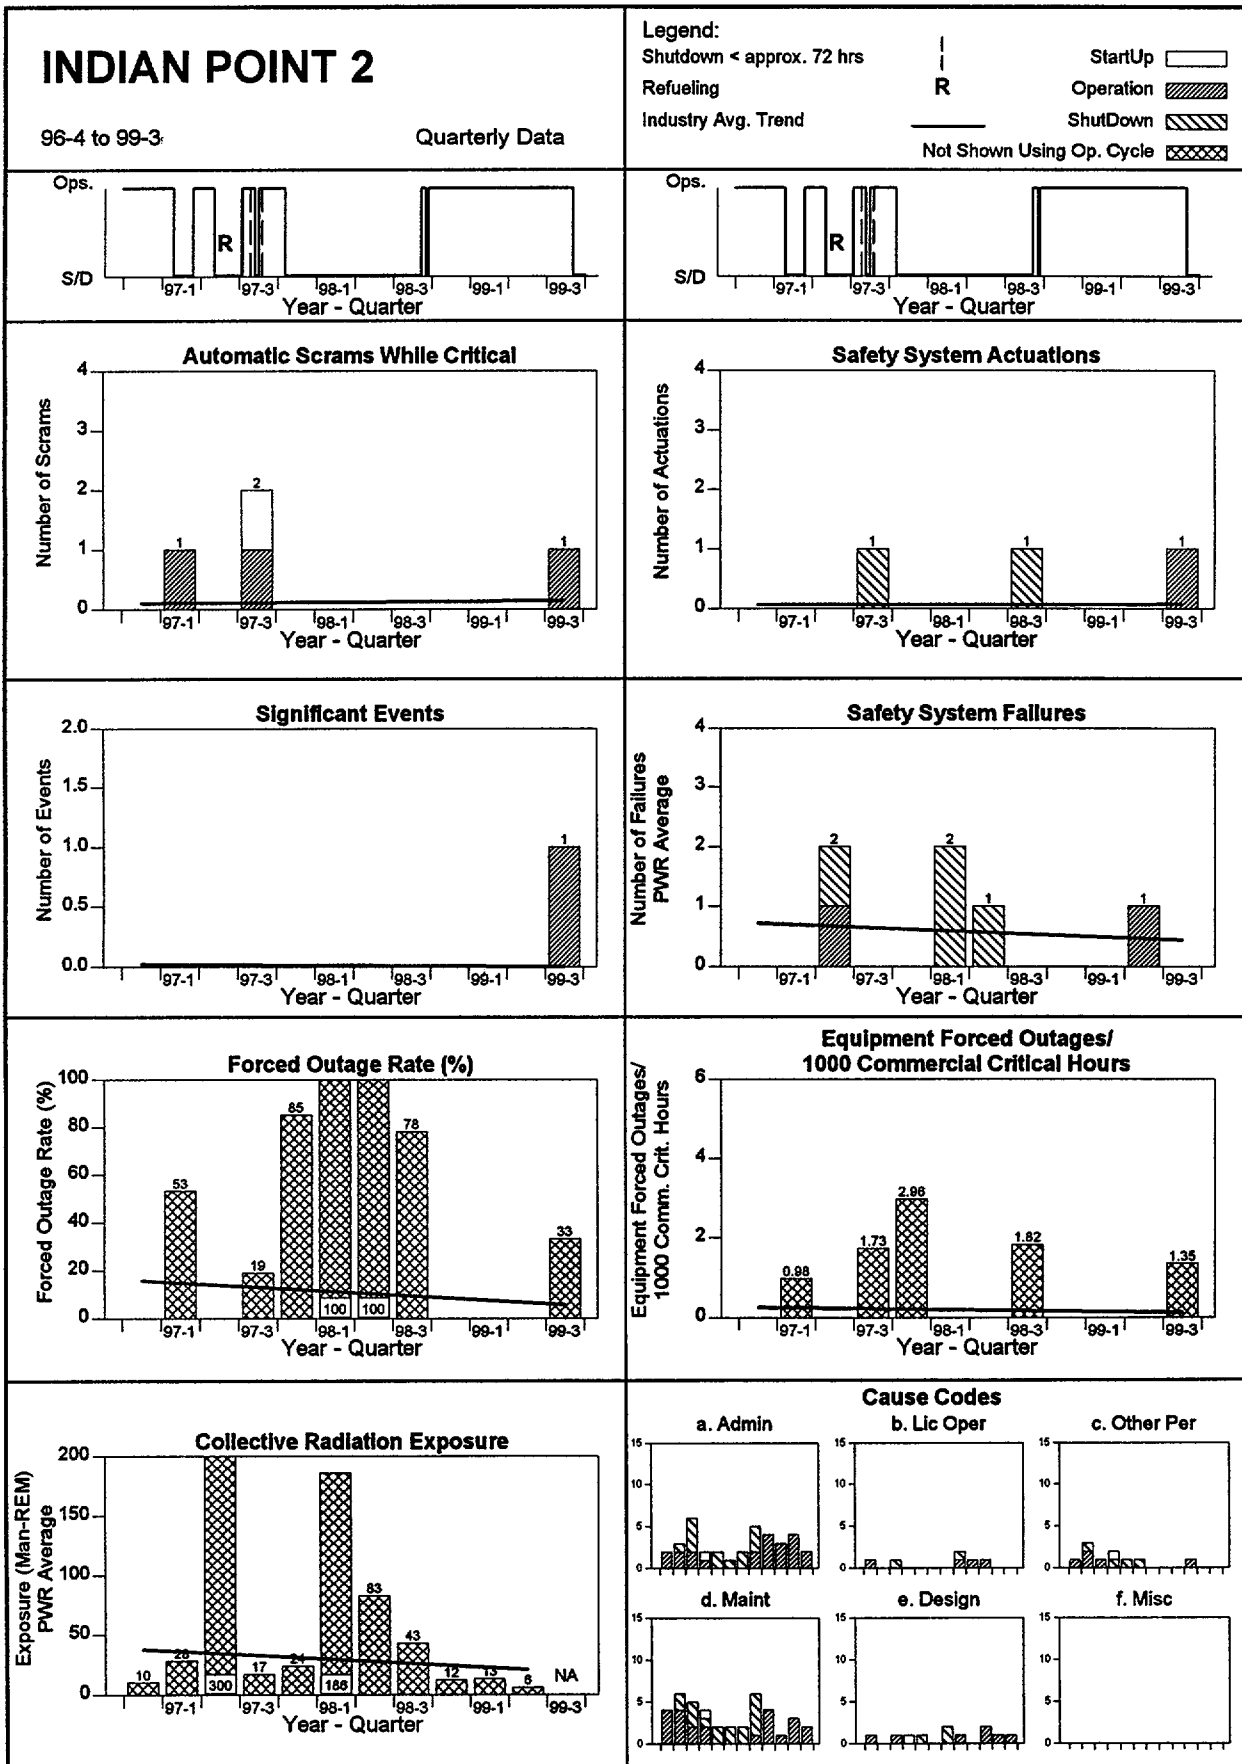 INDIAN POINT 2
96-4 to 99-3
Quarterly Data
Legend:
Shutdown < approx. 72 hrs
Refueling
R
Industry Avg. Trend
StartUp
Operation
ShutDown
Not Shown Using Op. Cycle
Ops.
R
S/D
97-1 97-3 98-1 98-3 99-1 99-3
Year - Quarter
Ops.
R
S/D
97-1 97-3 98-1 98-3 99-1 99-3
Year - Quarter
Automatic Scrams While Critical
Number of Scrams
4
3
2
1
0
1 2 1
97-1 97-3 98-1 98-3 99-1 99-3
Year - Quarter
Safety System Actuations
Number of Actuations
4
3
2
1
0
1 1 1
97-1 97-3 98-1 98-3 99-1 99-3
Year - Quarter
Significant Events
Number of Events
2.0
1.5
1.0
0.5
0.0
1
97-1 97-3 98-1 98-3 99-1 99-3
Year - Quarter
Safety System Failures
Number of Failures
PWR Average
4
3
2
1
0
2 2 1 1
97-1 97-3 98-1 98-3 99-1 99-3
Year - Quarter
Forced Outage Rate (%)
Forced Outage Rate (%)
100
80
60
40
20
0
53 19 85 100 100 78 33
97-1 97-3 98-1 98-3 99-1 99-3
Year - Quarter
Equipment Forced Outages/
1000 Commercial Critical Hours
Equipment Forced Outages/
1000 Comm. Crit. Hours
6
4
2
0
0.98 1.73 2.96 1.82 1.35
97-1 97-3 98-1 98-3 99-1 99-3
Year - Quarter
Collective Radiation Exposure
Exposure (Man-REM)
PWR Average
200
150
100
50
0
10 28 300 17 24 186 83 43 12 13 6 NA
97-1 97-3 98-1 98-3 99-1 99-3
Year - Quarter
Cause Codes
a. Admin
15
10
5
0
b. Lic Oper
15
10
5
0
c. Other Per
15
10
5
0
d. Maint
15
10
5
0
e. Design
15
10
5
0
f. Misc
15
10
5
0